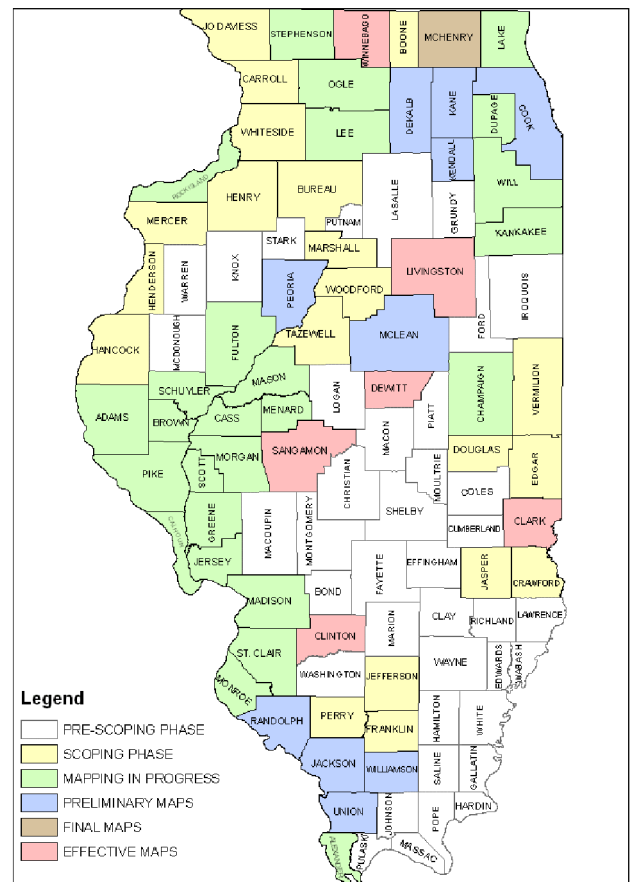 JO DAVIESS
STEPHENSON
WINNEBAGO
BOONE
MCHENRY
LAKE
CARROLL
OGLE
DEKALB
KANE
DUPAGE
COOK
WHITESIDE
LEE
KENDALL
WILL
ROCK ISLAND
HENRY
BUREAU
LASALLE
GRUNDY
PUTNAM
MERCER
STARK
KANKAKEE
MARSHALL
HENDERSON
WARREN
KNOX
PEORIA
LIVINGSTON
WOODFORD
IROQUOIS
FORD
HANCOCK
MCDONOUGH
FULTON
TAZEWELL
MCLEAN
MASON
SCHUYLER
LOGAN
DEWITT
CHAMPAIGN
VERMILION
ADAMS
BROWN
CASS
MENARD
PIATT
MACON
SANGAMON
DOUGLAS
EDGAR
PIKE
SCOTT
MORGAN
CHRISTIAN
MOULTRIE
COLES
CALHOUN
GREENE
MACOUPIN
MONTGOMERY
SHELBY
CUMBERLAND
CLARK
JERSEY
FAYETTE
EFFINGHAM
JASPER
CRAWFORD
MADISON
BOND
CLAY
RICHLAND
LAWRENCE
CLINTON
MARION
ST. CLAIR
WAYNE
EDWARDS
WABASH
MONROE
WASHINGTON
JEFFERSON
RANDOLPH
PERRY
FRANKLIN
HAMILTON
WHITE
JACKSON
WILLIAMSON
SALINE
GALLATIN
UNION
JOHNSON
POPE
HARDIN
ALEXANDER
PULASKI
MASSAC
Legend
PRE-SCOPING PHASE
SCOPING PHASE
MAPPING IN PROGRESS
PRELIMINARY MAPS
FINAL MAPS
EFFECTIVE MAPS